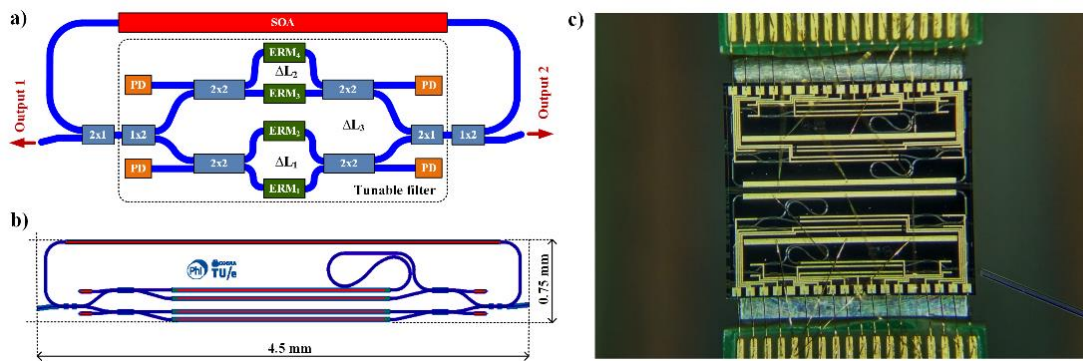 a)
SOA
ERM4
ΔL2
PD
2x2
ERM3
2x2
PD
Output 1
2x1
1x2
ΔL3
2x1
1x2
Output 2
ERM2
2x2
ΔL1
2x2
PD
ERM1
PD
Tunable filter
b)
PhI
TU/e
0.75 mm
4.5 mm
c)